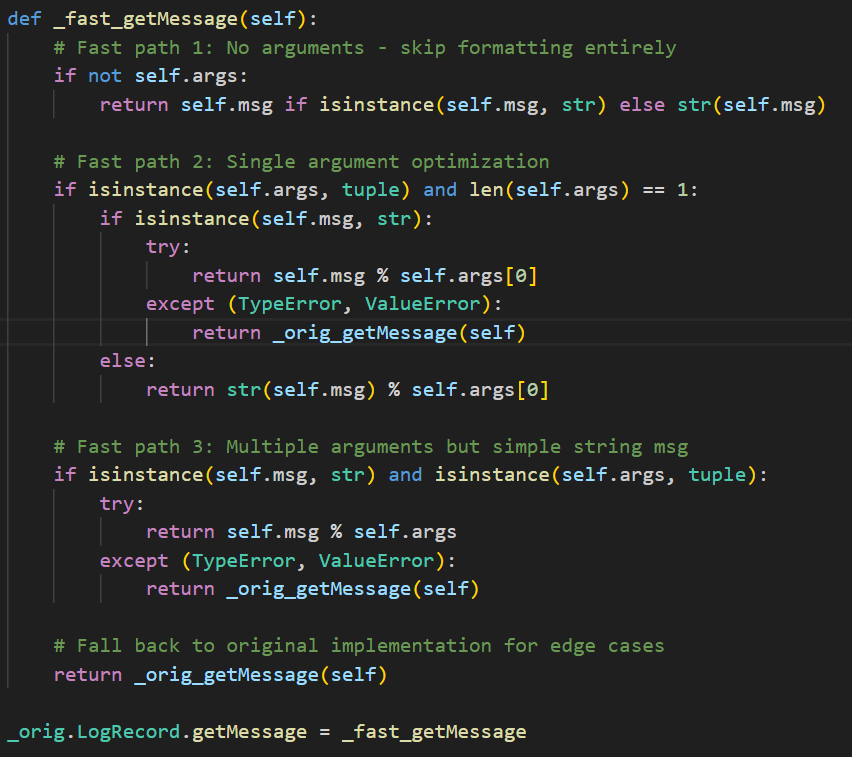 def _fast_getMessage(self):
    # Fast path 1: No arguments - skip formatting entirely
    if not self.args:
        return self.msg if isinstance(self.msg, str) else str(self.msg)

    # Fast path 2: Single argument optimization
    if isinstance(self.args, tuple) and len(self.args) == 1:
        if isinstance(self.msg, str):
            try:
                return self.msg % self.args[0]
            except (TypeError, ValueError):
                return _orig_getMessage(self)
        else:
            return str(self.msg) % self.args[0]

    # Fast path 3: Multiple arguments but simple string msg
    if isinstance(self.msg, str) and isinstance(self.args, tuple):
        try:
            return self.msg % self.args
        except (TypeError, ValueError):
            return _orig_getMessage(self)

    # Fall back to original implementation for edge cases
    return _orig_getMessage(self)

_orig.LogRecord.getMessage = _fast_getMessage